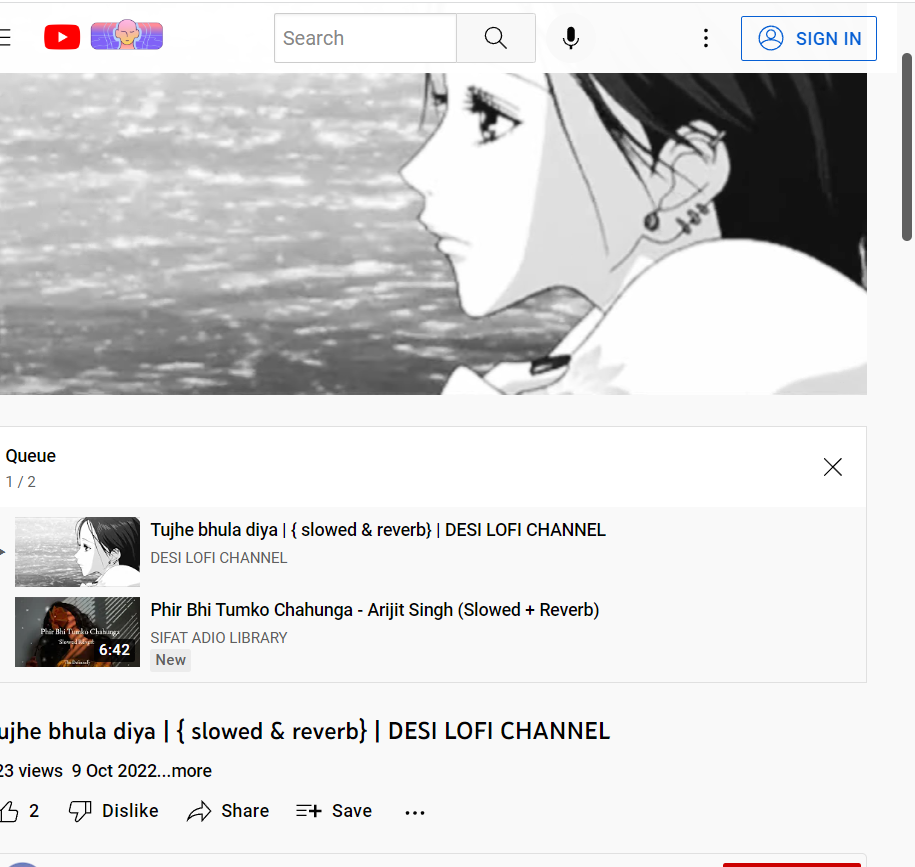 Search
SIGN IN
Queue
1 / 2
Tujhe bhula diya | { slowed & reverb} | DESI LOFI CHANNEL
DESI LOFI CHANNEL
Phir Bhi Tumko Chahunga
6:42
Phir Bhi Tumko Chahunga - Arijit Singh (Slowed + Reverb)
SIFAT ADIO LIBRARY
New
ujhe bhula diya | { slowed & reverb} | DESI LOFI CHANNEL
23 views 9 Oct 2022...more
2
Dislike
Share
Save